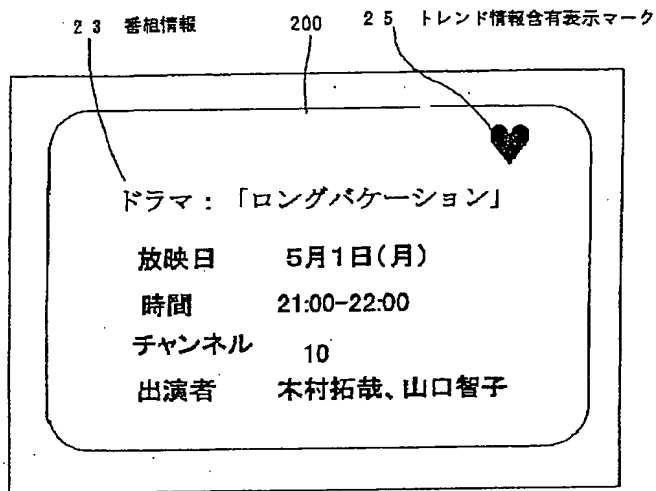 23 番組情報 200 25 トレンド情報含有表示マーク
ドラマ：「ロングバケーション」
放映日 5月1日(月)
時間 21:00-22:00
チャンネル 10
出演者 木村拓哉、山口智子